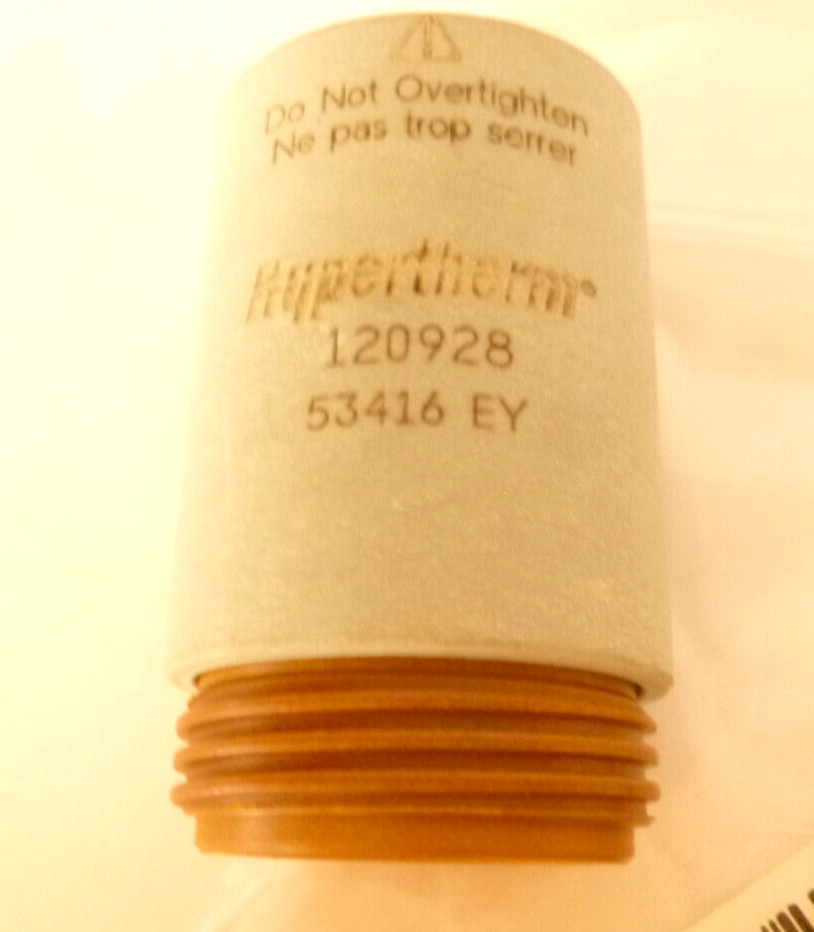 Do Not Overtighten
Ne pas trop serrer
Hypertherm®
120928
53416 EY